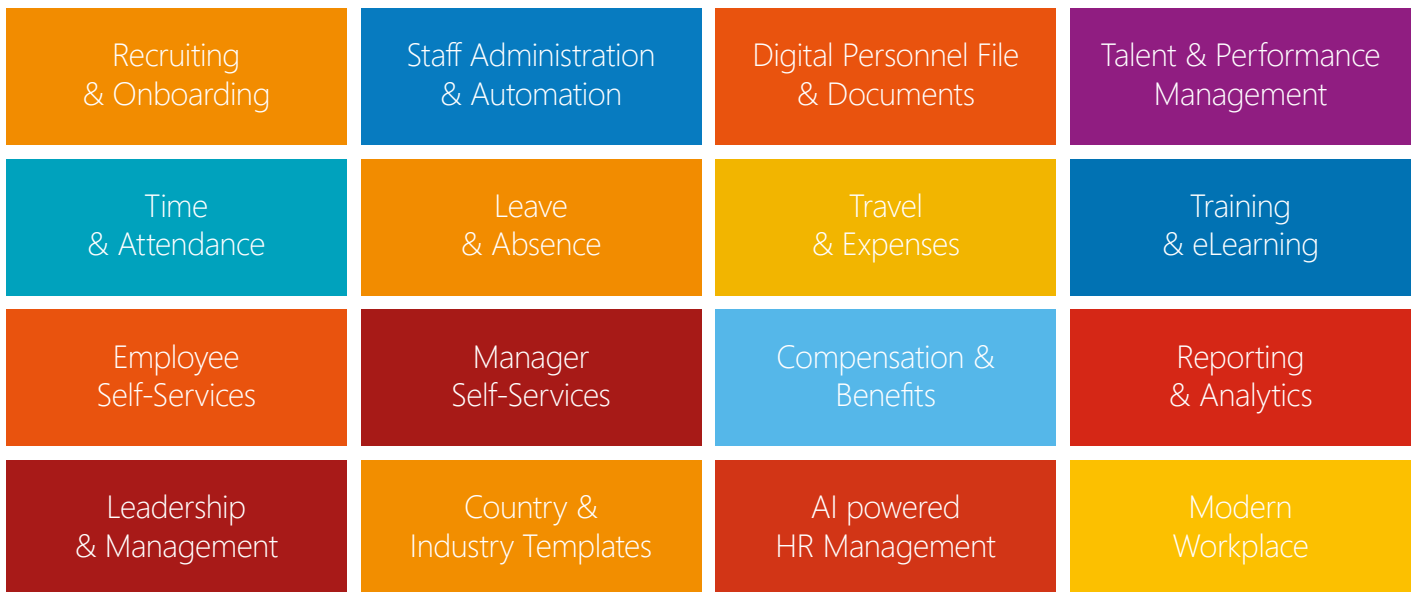 Recruiting
& Onboarding
Staff Administration
& Automation
Digital Personnel File
& Documents
Talent & Performance
Management
Time
& Attendance
Leave
& Absence
Travel
& Expenses
Training
& eLearning
Employee
Self-Services
Manager
Self-Services
Compensation &
Benefits
Reporting
& Analytics
Leadership
& Management
Country &
Industry Templates
AI powered
HR Management
Modern
Workplace